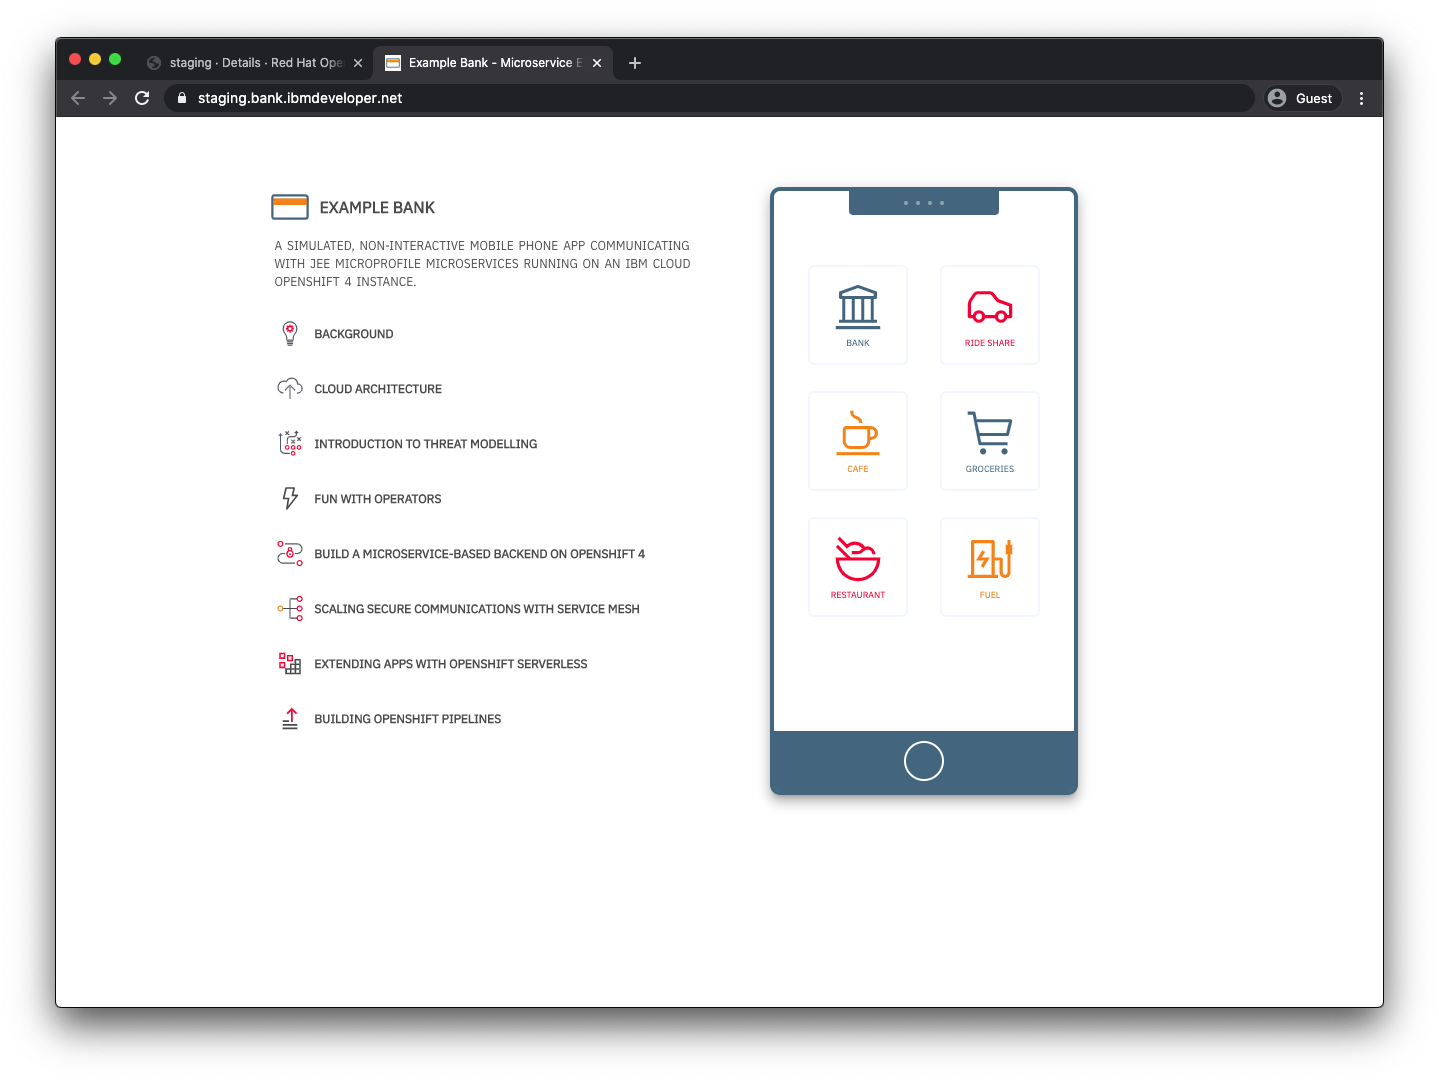 staging · Details · Red Hat Ope
Example Bank - Microservice E
staging.bank.ibmdeveloper.net
Guest
EXAMPLE BANK
A SIMULATED, NON-INTERACTIVE MOBILE PHONE APP COMMUNICATING
WITH JEE MICROPROFILE MICROSERVICES RUNNING ON AN IBM CLOUD
OPENSHIFT 4 INSTANCE.
BACKGROUND
CLOUD ARCHITECTURE
INTRODUCTION TO THREAT MODELLING
FUN WITH OPERATORS
BUILD A MICROSERVICE-BASED BACKEND ON OPENSHIFT 4
SCALING SECURE COMMUNICATIONS WITH SERVICE MESH
EXTENDING APPS WITH OPENSHIFT SERVERLESS
BUILDING OPENSHIFT PIPELINES
BANK
RIDE SHARE
CAFE
GROCERIES
RESTAURANT
FUEL